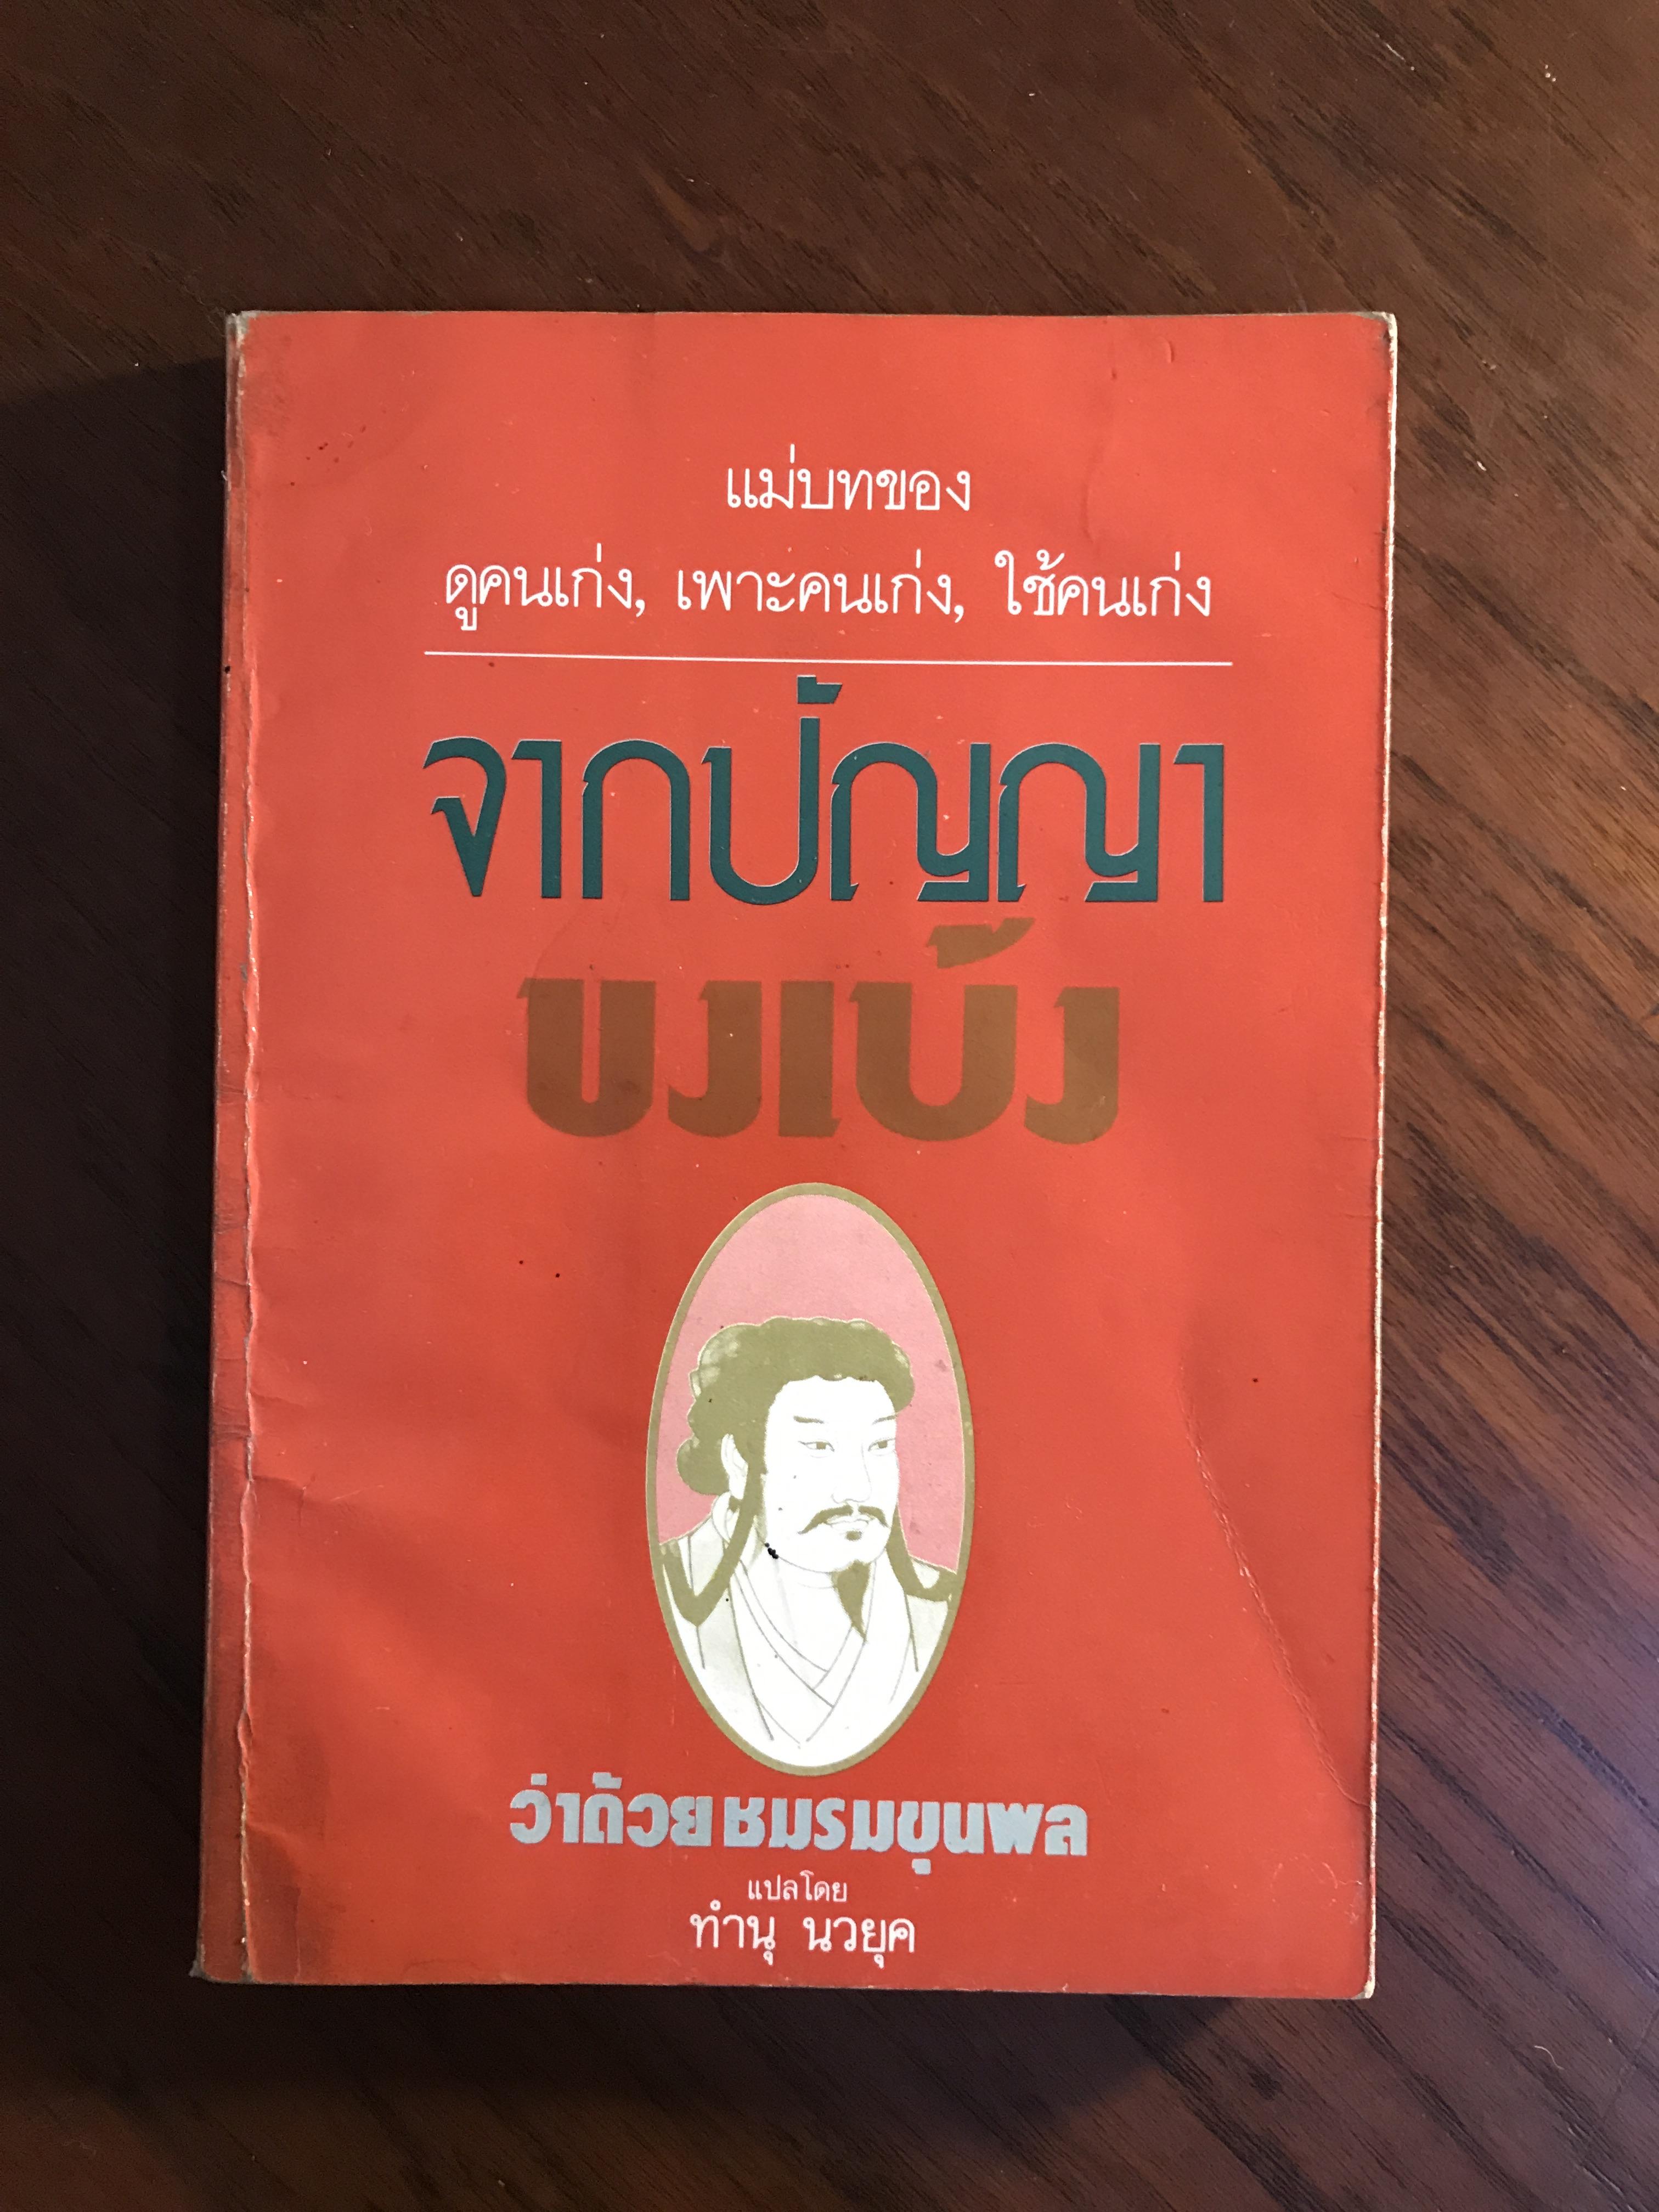 แม่บทของ
ดูคนเก่ง, เพาะคนเก่ง, ใช้คนเก่ง
จากปัญญา
ขงเบ้ง
ว่าด้วยชมรมขุนพล
แปลโดย
ทำนุ นวยุค